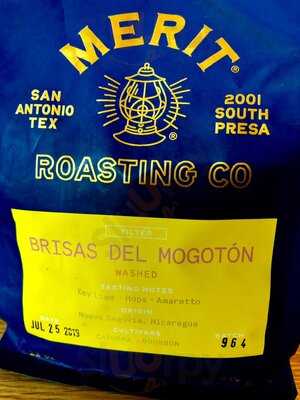 MERIT®
SAN
ANTONIO
TEX
2001
SOUTH
PRESA
®
ROASTING CO
FILTER
BRISAS DEL MOGOTÓN
WASHED
TASTING NOTES
Key Lime - Hops - Amaretto
ORIGIN
Nueva Segovia, Nicaragua
DATE
JUL 25 2019
CULTIVARS
CATURRA - BOURBON
BATCH
964